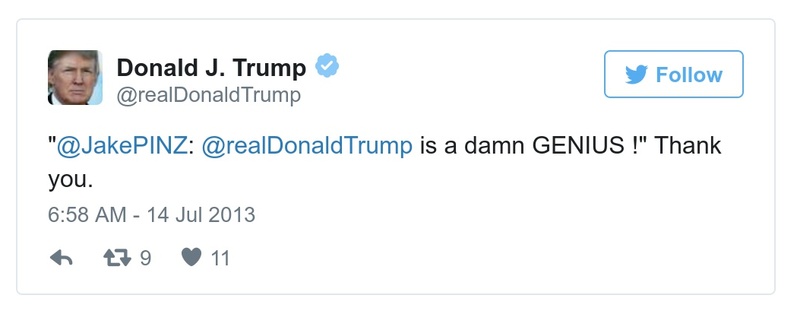 Donald J. Trump
Follow
@realDonaldTrump
"@JakePINZ: @realDonaldTrump is a damn GENIUS !" Thank
you.
6:58 AM - 14 Jul 2013
9 11